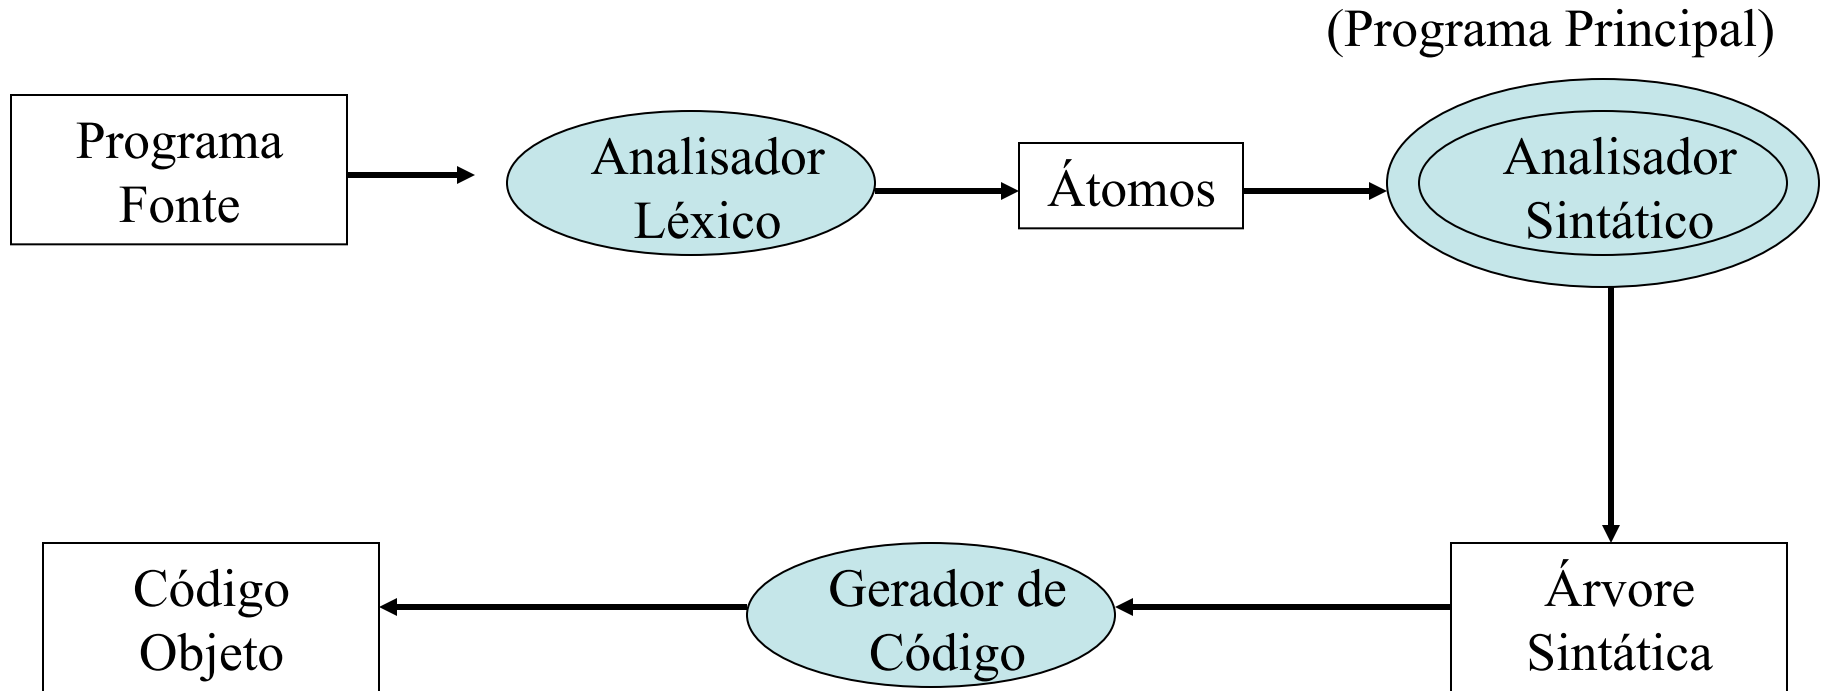 (Programa Principal)
Programa
Fonte
Analisador
Léxico
Átomos
Analisador
Sintático
Código
Objeto
Gerador de
Código
Árvore
Sintática